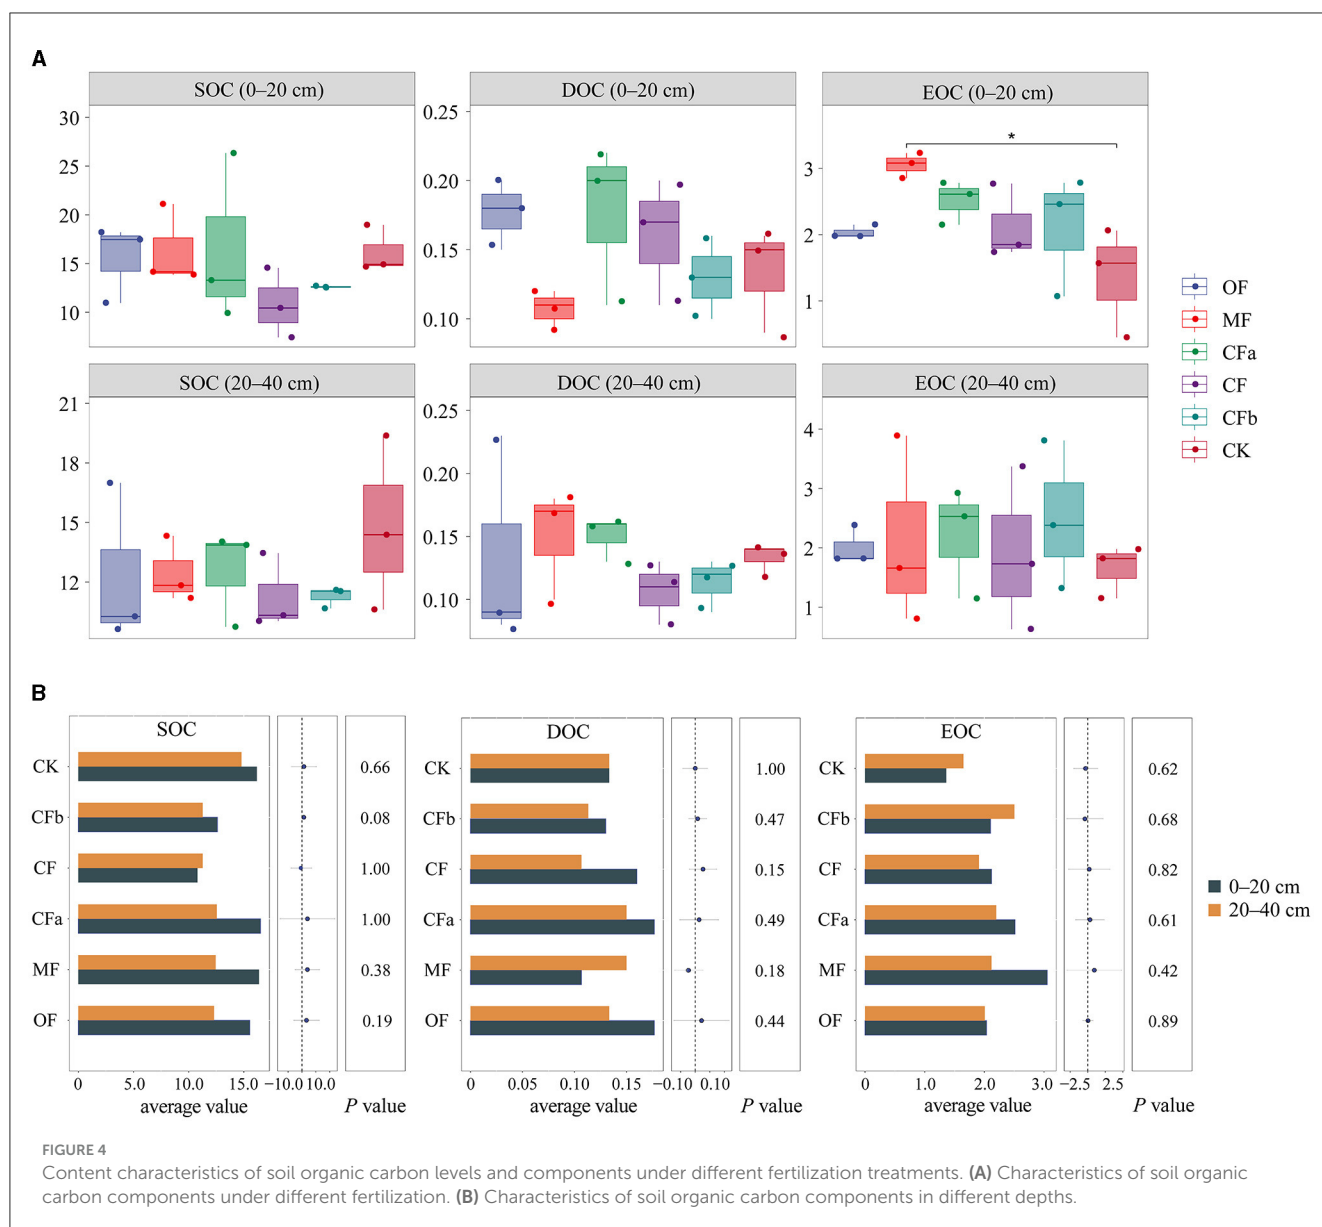 A
SOC (0–20 cm)
DOC (0–20 cm)
EOC (0–20 cm)
30
25
20
15
10
0.25
0.20
0.15
0.10
3
2
1
*
SOC (20–40 cm)
DOC (20–40 cm)
EOC (20–40 cm)
21
18
15
12
0.25
0.20
0.15
0.10
4
3
2
1
OF
MF
CFa
CF
CFb
CK
B
SOC
CK
CFb
CF
CFa
MF
OF
0.66
0.08
1.00
1.00
0.38
0.19
0 5.0 10.0 15.0 −10.0 10.0
average value P value
DOC
CK
CFb
CF
CFa
MF
OF
1.00
0.47
0.15
0.49
0.18
0.44
0 0.05 0.10 0.15 −0.10 0.10
average value P value
EOC
CK
CFb
CF
CFa
MF
OF
0.62
0.68
0.82
0.61
0.42
0.89
0 1.0 2.0 3.0 −2.5 2.5
average value P value
0–20 cm
20–40 cm
FIGURE 4
Content characteristics of soil organic carbon levels and components under different fertilization treatments. (A) Characteristics of soil organic
carbon components under different fertilization. (B) Characteristics of soil organic carbon components in different depths.